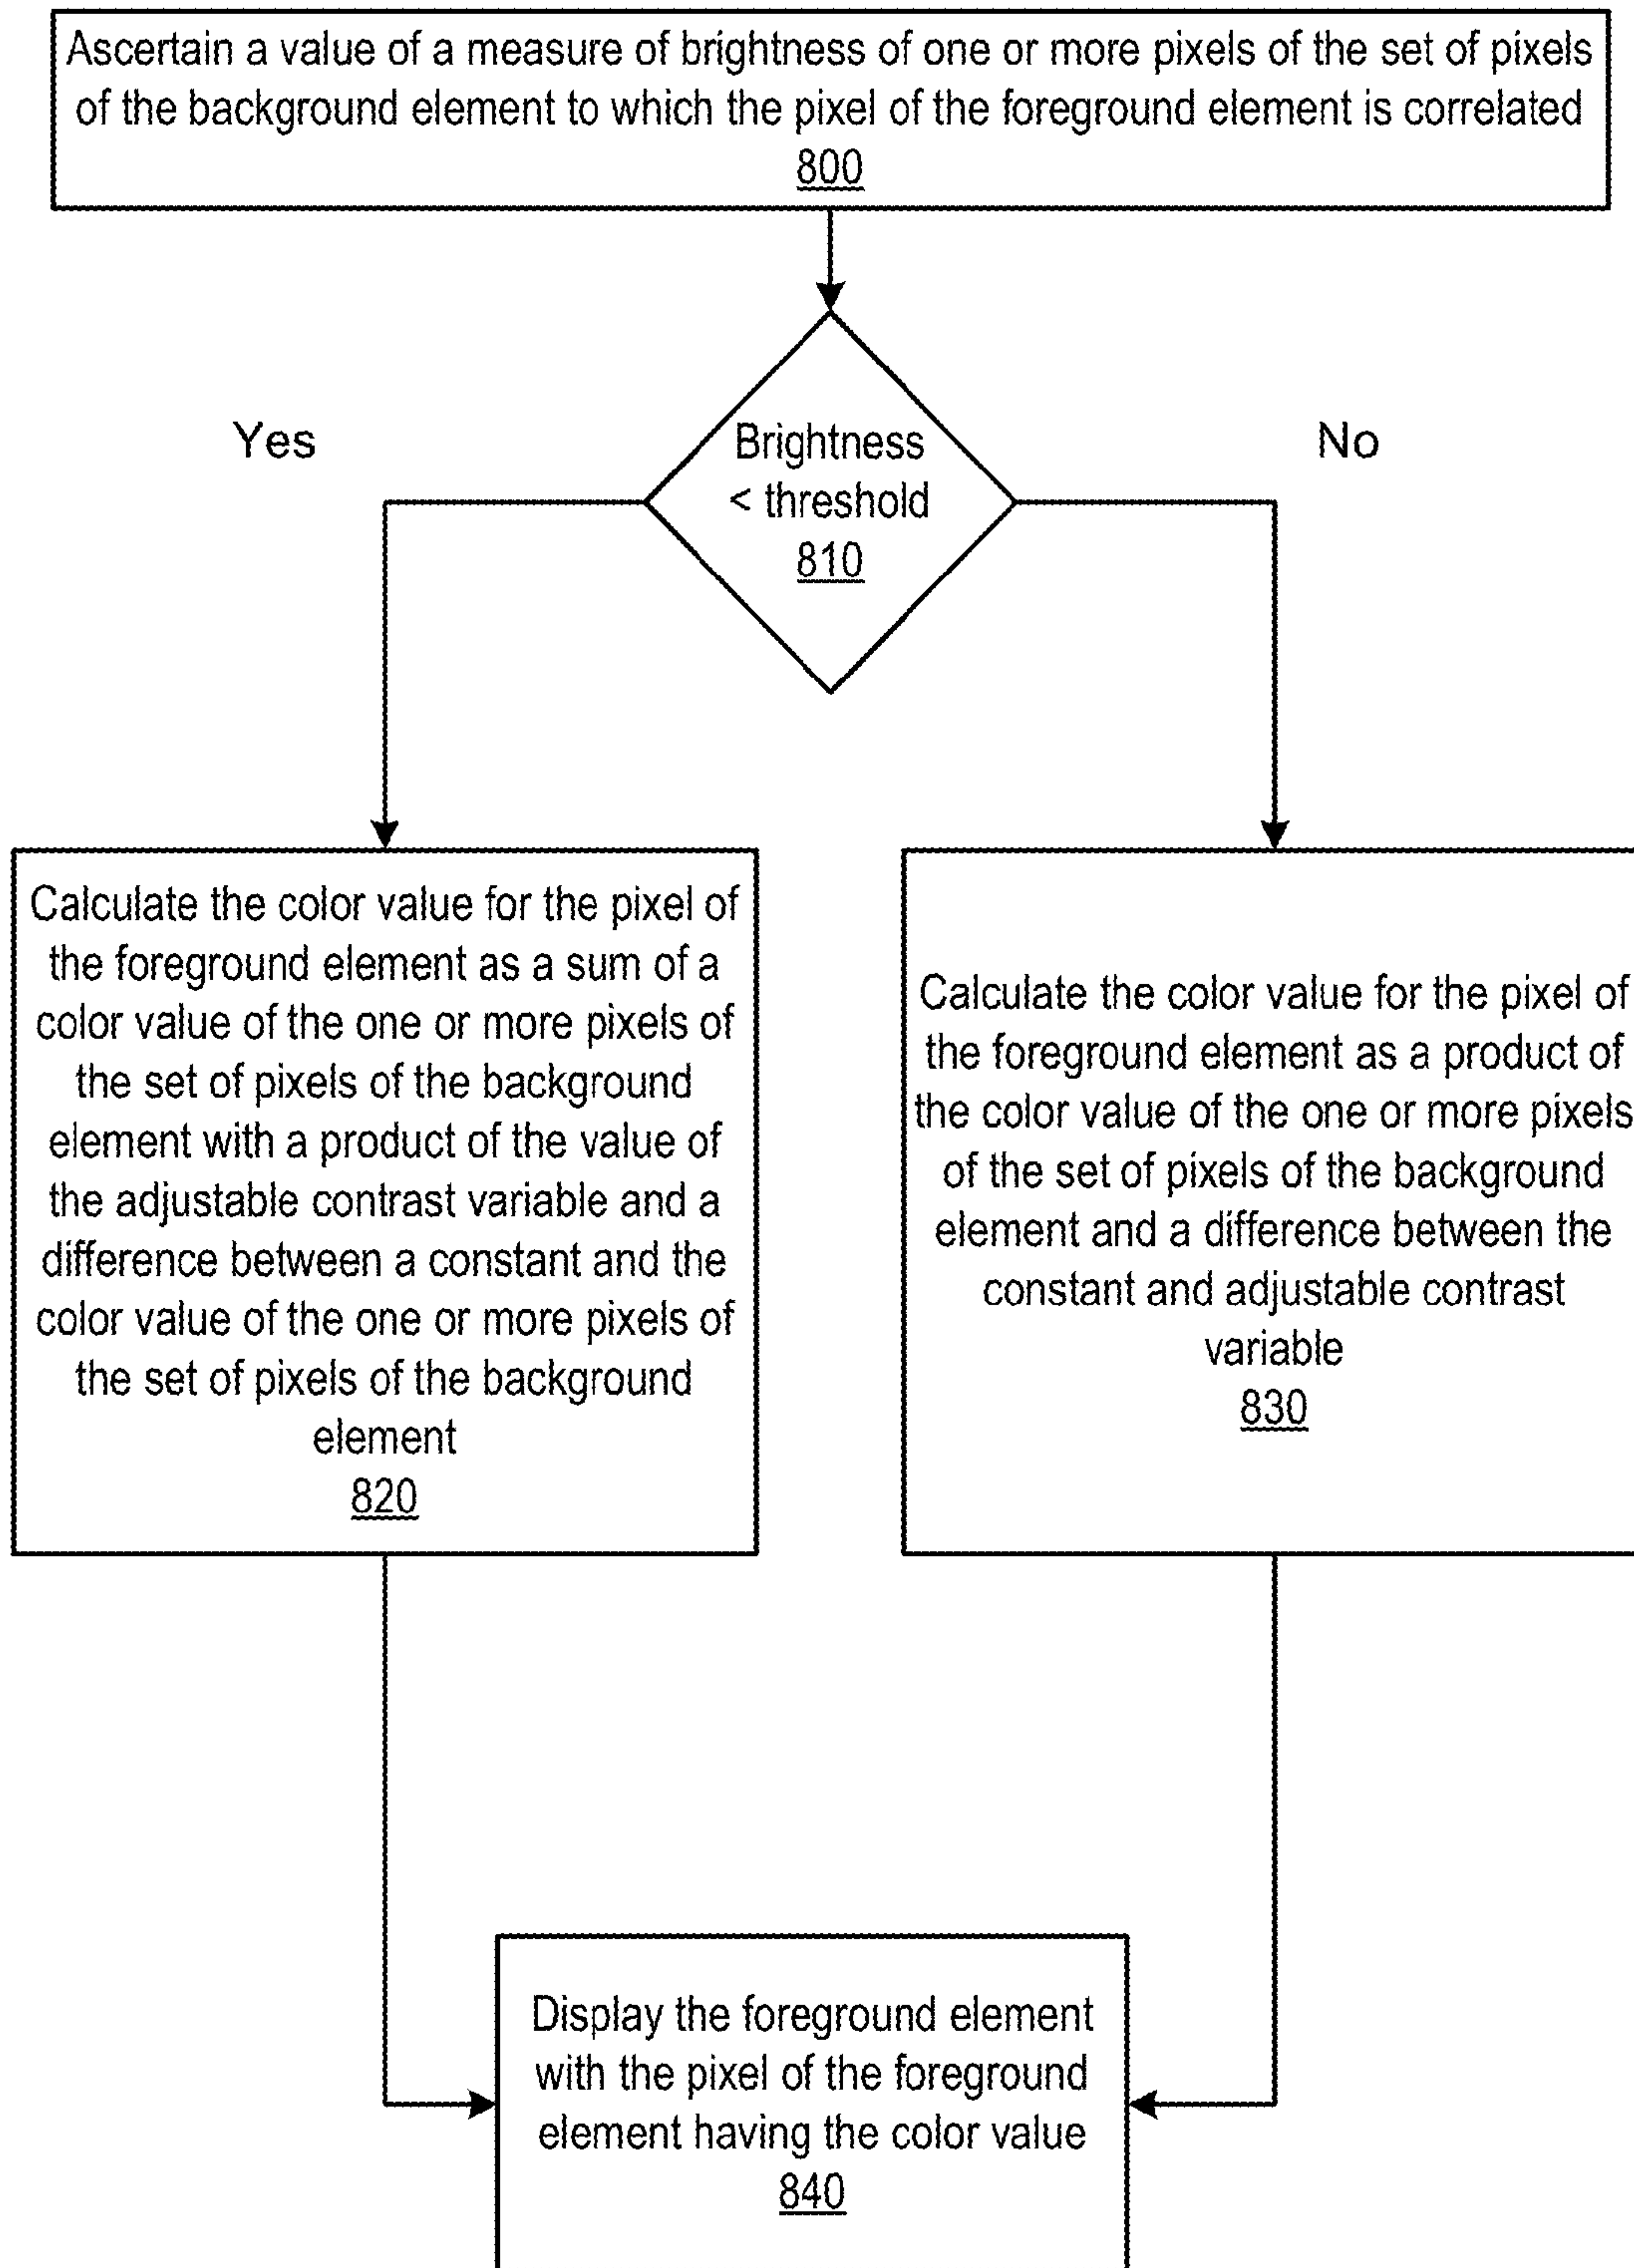 Ascertain a value of a measure of brightness of one or more pixels of the set of pixels
of the background element to which the pixel of the foreground element is correlated
800
Yes
No
Brightness
< threshold
810
Calculate the color value for the pixel of
the foreground element as a sum of a
color value of the one or more pixels of
the set of pixels of the background
element with a product of the value of
the adjustable contrast variable and a
difference between a constant and the
color value of the one or more pixels of
the set of pixels of the background
element
820
Calculate the color value for the pixel of
the foreground element as a product of
the color value of the one or more pixels
of the set of pixels of the background
element and a difference between the
constant and adjustable contrast
variable
830
Display the foreground element
with the pixel of the foreground
element having the color value
840